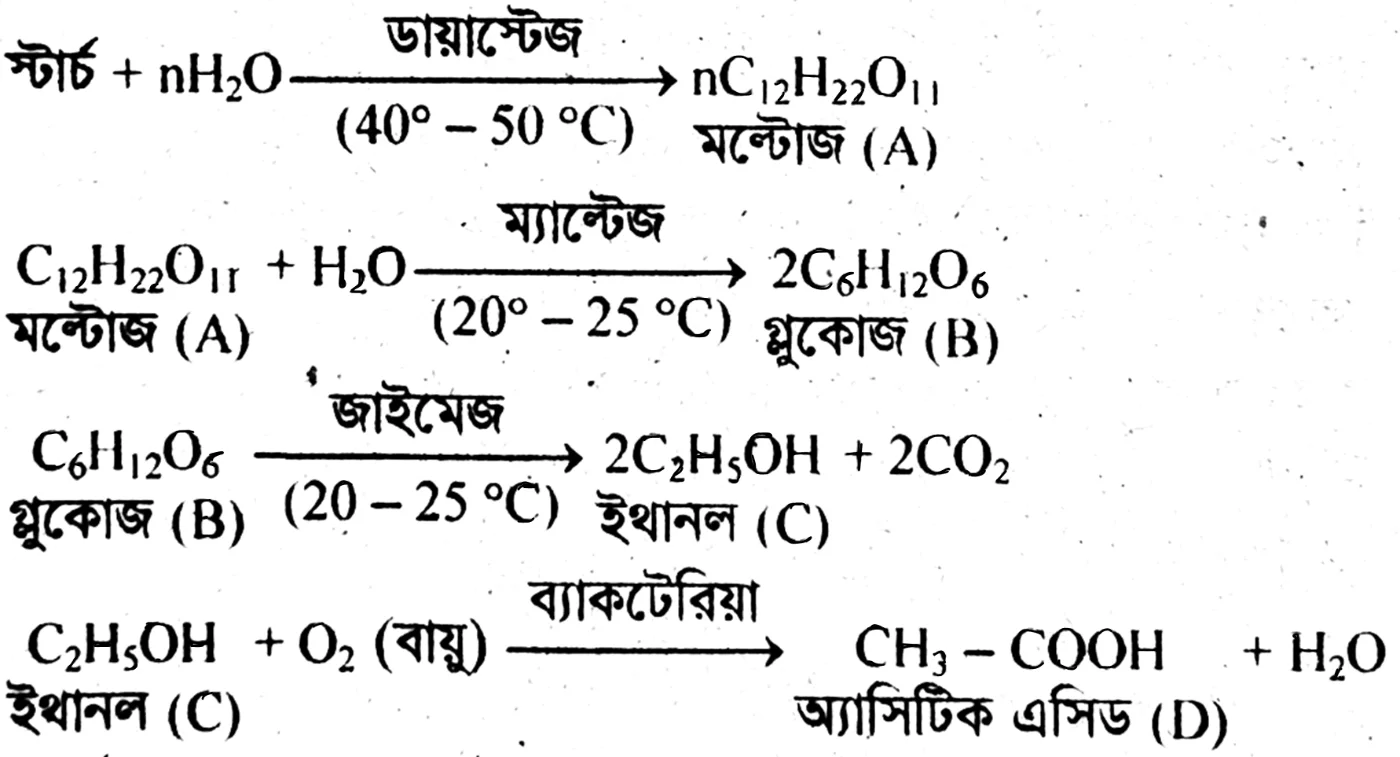 ডায়াস্টেজ
স্টার্চ + nH₂O ⟶ nC₁₂H₂₂O₁₁
(40° – 50 °C) মল্টোজ (A)
ম্যাল্টেজ
C₁₂H₂₂O₁₁ + H₂O ⟶ 2C₆H₁₂O₆
মল্টোজ (A) (20° – 25 °C) গ্লুকোজ (B)
জাইমেজ
C₆H₁₂O₆ ⟶ 2C₂H₅OH + 2CO₂
গ্লুকোজ (B) (20 – 25 °C) ইথানল (C)
ব্যাকটেরিয়া
C₂H₅OH + O₂ (বায়ু) ⟶ CH₃ – COOH + H₂O
ইথানল (C) অ্যাসিটিক এসিড (D)